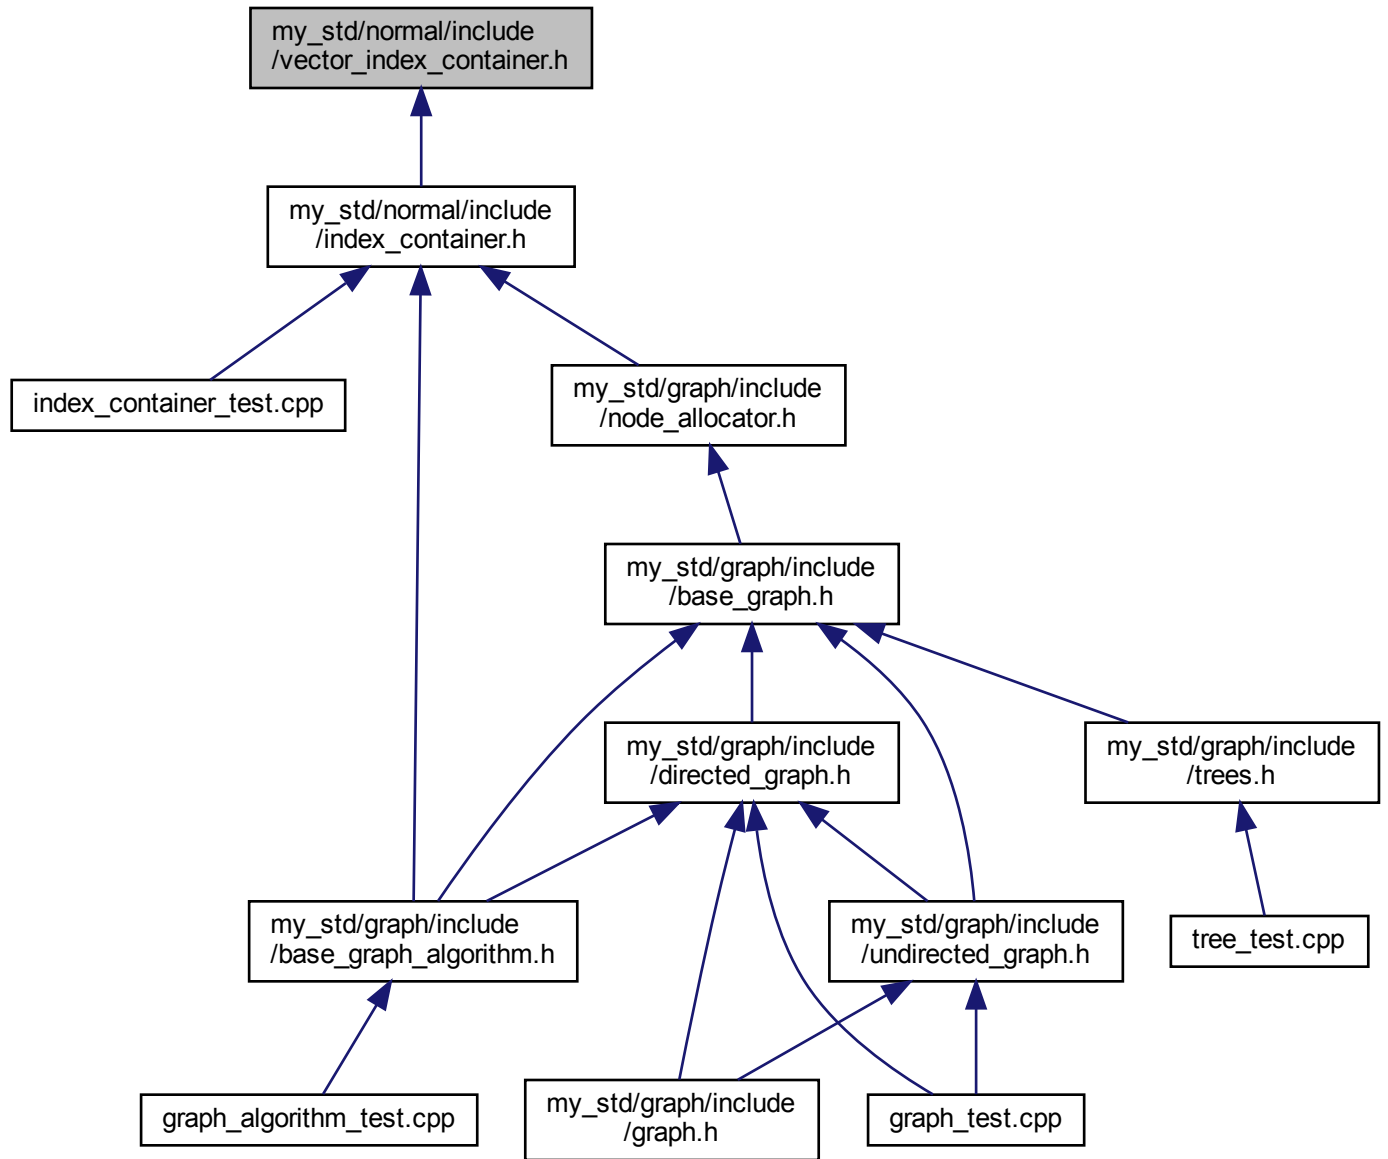 my_std/normal/include
/vector_index_container.h
my_std/normal/include
/index_container.h
index_container_test.cpp
my_std/graph/include
/node_allocator.h
my_std/graph/include
/base_graph.h
my_std/graph/include
/directed_graph.h
my_std/graph/include
/trees.h
my_std/graph/include
/base_graph_algorithm.h
my_std/graph/include
/undirected_graph.h
tree_test.cpp
graph_algorithm_test.cpp
my_std/graph/include
/graph.h
graph_test.cpp